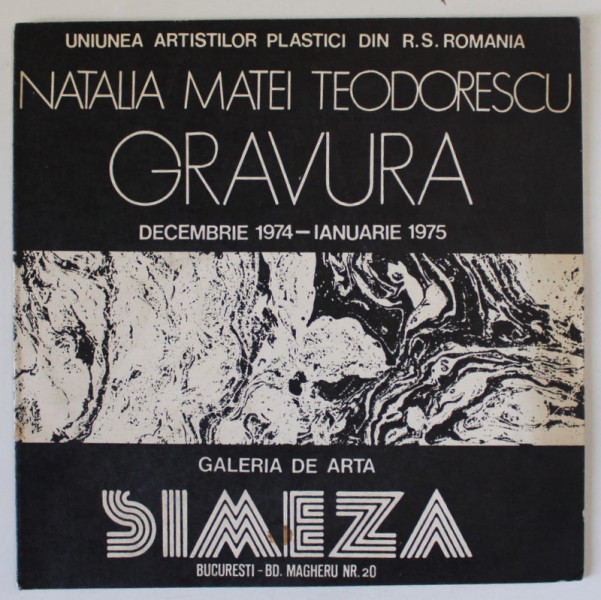 UNIUNEA ARTISTILOR PLASTICI DIN R.S. ROMANIA
NATALIA MATEI TEODORESCU
GRAVURA
DECEMBRIE 1974—IANUARIE 1975
GALERIA DE ARTA
SIMEZA
BUCURESTI - BD. MAGHERU NR. 20